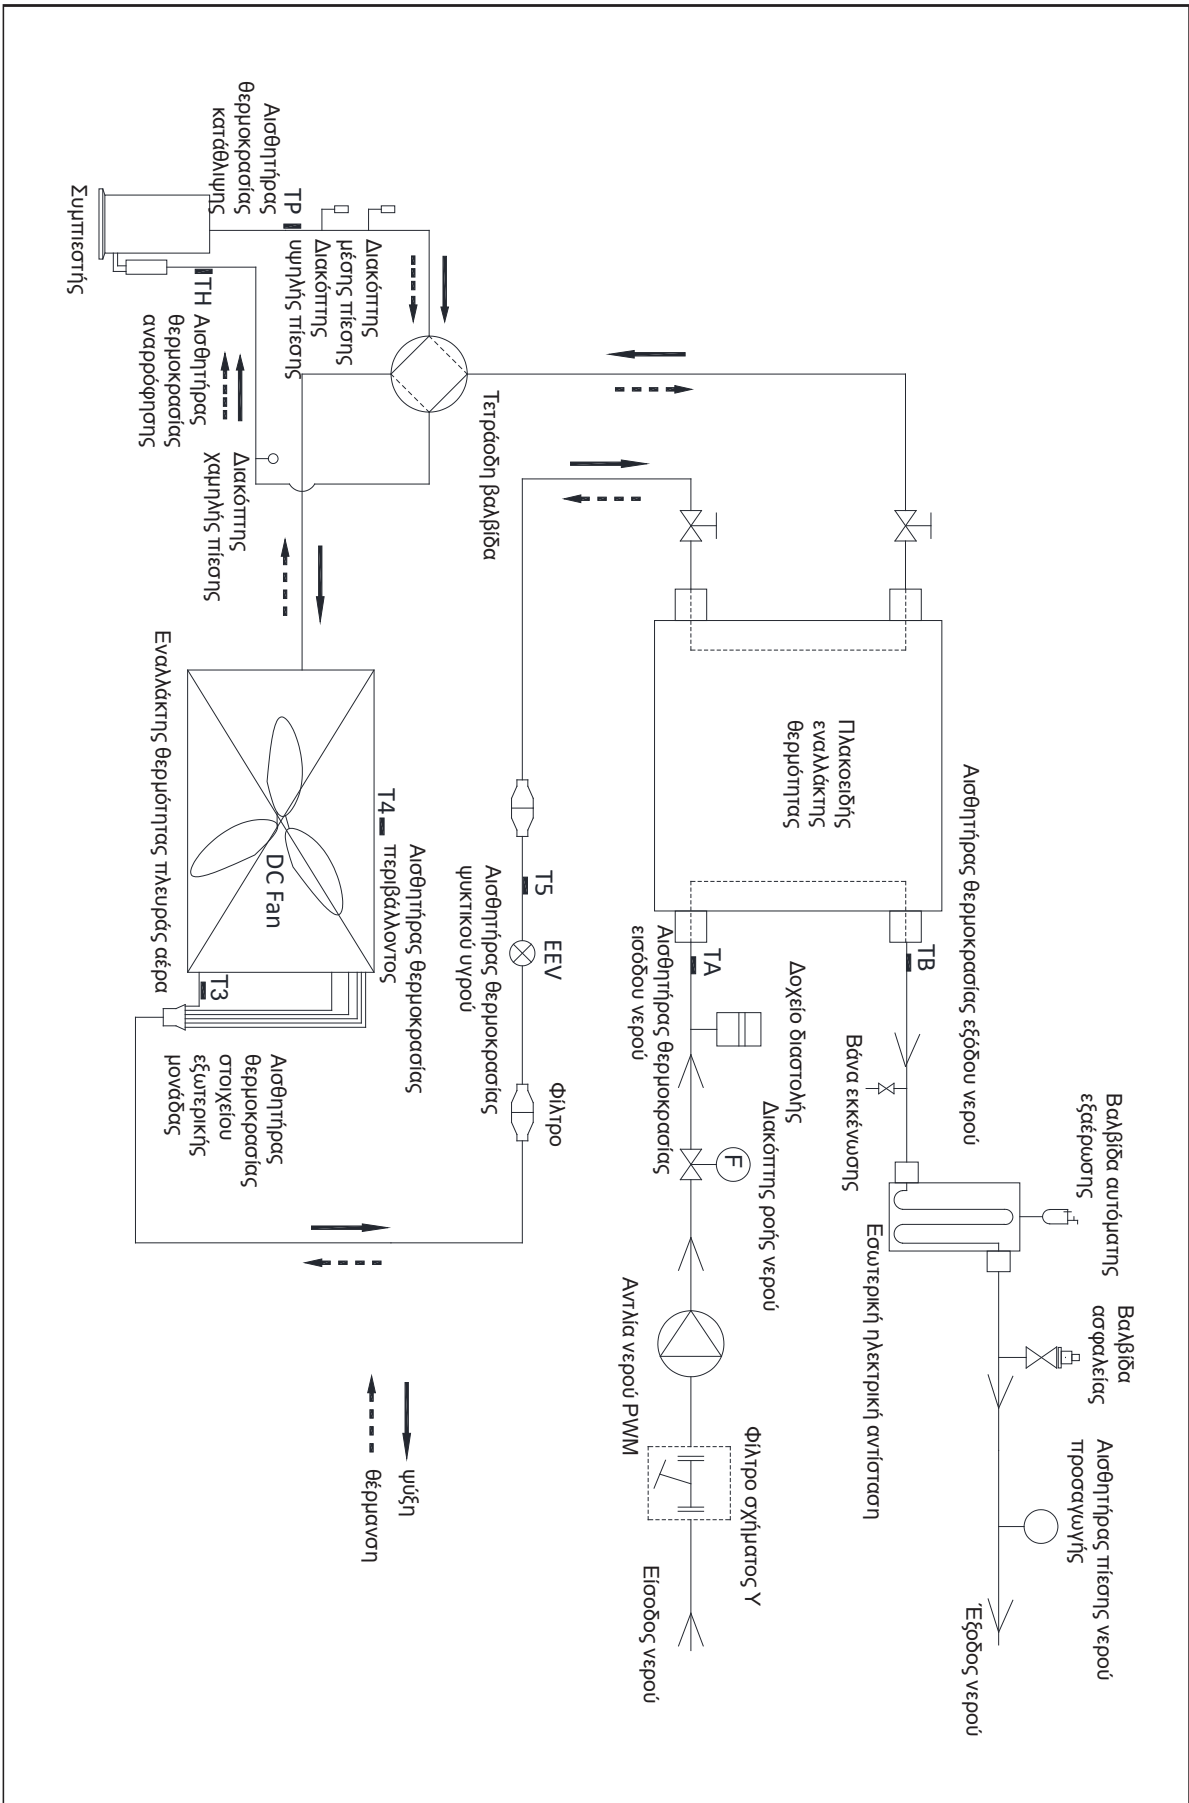 Βαλβίδα αυτόματης
εξαέρωσης
Βαλβίδα
ασφαλείας
Αισθητήρας πίεσης νερού
προσαγωγής
Έξοδος νερού
Αισθητήρας θερμοκρασίας εξόδου νερού
TB
Βάνα εκκένωσης
Εσωτερική ηλεκτρική αντίσταση
Πλακοειδής
εναλλάκτης
θερμότητας
Δοχείο διαστολής
Διακόπτης ροής νερού
F
Φίλτρο σχήματος Y
TA
Αισθητήρας θερμοκρασίας
εισόδου νερού
Αντλία νερού PWM
Είσοδος νερού
Τετράοδη βαλβίδα
T5
EEV
Φίλτρο
Αισθητήρας θερμοκρασίας
ψυκτικού υγρού
Διακόπτης
μέσης πίεσης
Διακόπτης
υψηλής πίεσης
TP
Αισθητήρας
θερμοκρασίας
κατάθλιψης
Συμπιεστής
TH Αισθητήρας
θερμοκρασίας
αναρρόφησης
Διακόπτης
χαμηλής πίεσης
T4
Αισθητήρας θερμοκρασίας
περιβάλλοντος
DC Fan
T3
Εναλλάκτης θερμότητας πλευράς αέρα
Αισθητήρας
θερμοκρασίας
στοιχείου
εξωτερικής
μονάδας
ψύξη
θέρμανση